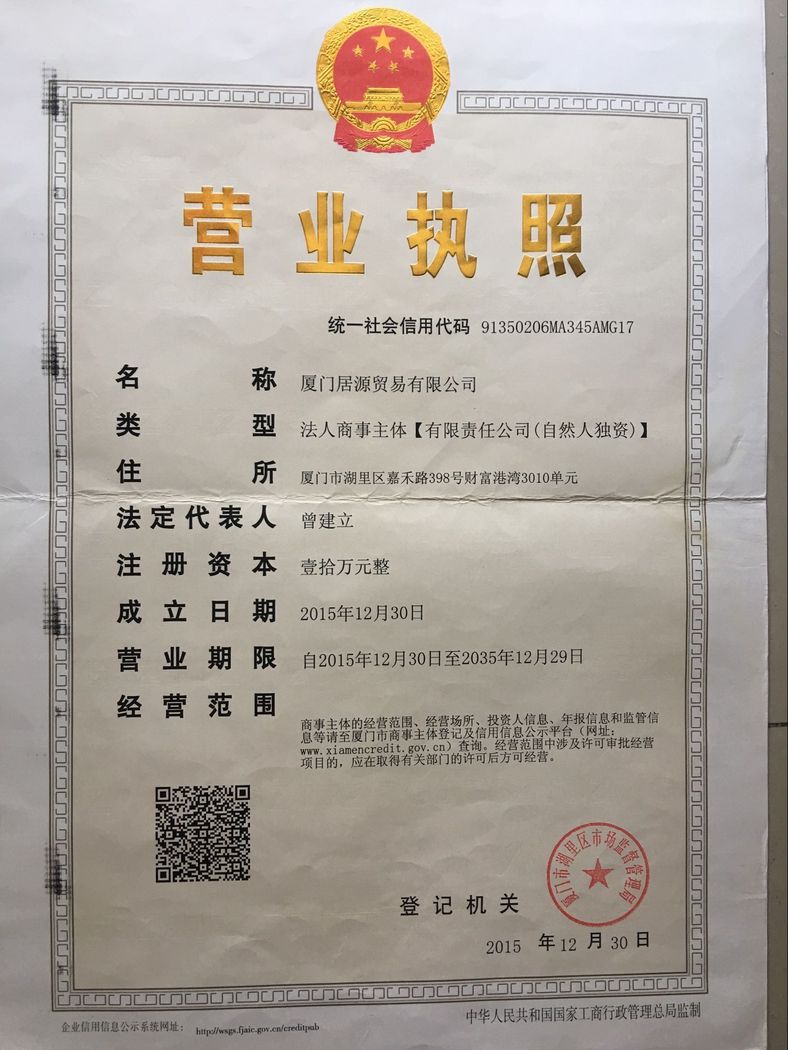 营业执照
统一社会信用代码 91350206MA345AMG17
名称 厦门居源贸易有限公司
类型 法人商事主体【有限责任公司(自然人独资)】
住所 厦门市湖里区嘉禾路398号财富港湾3010单元
法定代表人 曾建立
注册资本 壹拾万元整
成立日期 2015年12月30日
营业期限 自2015年12月30日至2035年12月29日
经营范围
商事主体的经营范围、经营场所、投资人信息、年报信息和监管信
息等请至厦门市商事主体登记及信用信息公示平台（网址：
www.xiamencredit.gov.cn）查询。经营范围中涉及许可审批经营
项目的，应在取得有关部门的许可后方可经营。
厦门市湖里区市场监督管理局
登记机关
2015 年 12 月 30 日
企业信用信息公示系统网址： http://wsgs.fjaic.gov.cn/creditpub
中华人民共和国国家工商行政管理总局监制